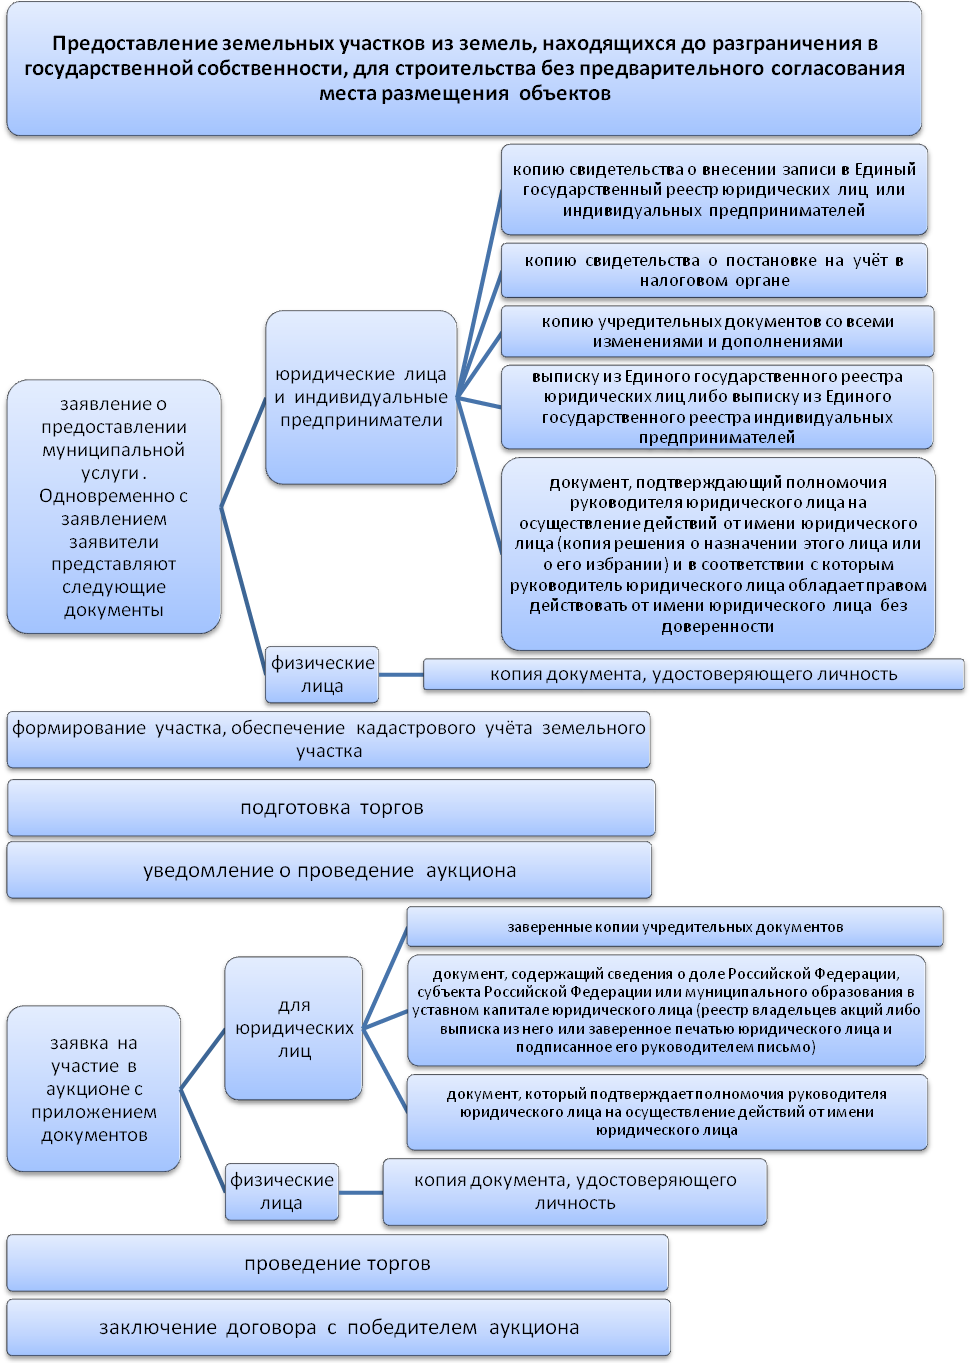 Предоставление земельных участков из земель, находящихся до разграничения в
государственной собственности, для строительства без предварительного согласования
места размещения объектов
заявление о
предоставлении
муниципальной
услуги .
Одновременно с
заявлением
заявители
представляют
следующие
документы
юридические лица
и индивидуальные
предприниматели
копию свидетельства о внесении записи в Единый
государственный реестр юридических лиц или
индивидуальных предпринимателей
копию свидетельства о постановке на учёт в
налоговом органе
копию учредительных документов со всеми
изменениями и дополнениями
выписку из Единого государственного реестра
юридических лиц либо выписку из Единого
государственного реестра индивидуальных
предпринимателей
документ, подтверждающий полномочия
руководителя юридического лица на
осуществление действий от имени юридического
лица (копия решения о назначении этого лица или
о его избрании) и в соответствии с которым
руководитель юридического лица обладает правом
действовать от имени юридического лица без
доверенности
физические
лица
копия документа, удостоверяющего личность
формирование участка, обеспечение кадастрового учёта земельного
участка
подготовка торгов
уведомление о проведение аукциона
заявка на
участие в
аукционе с
приложением
документов
для
юридических
лиц
заверенные копии учредительных документов
документ, содержащий сведения о доле Российской Федерации,
субъекта Российской Федерации или муниципального образования в
уставном капитале юридического лица (реестр владельцев акций либо
выписка из него или заверенное печатью юридического лица и
подписанное его руководителем письмо)
документ, который подтверждает полномочия руководителя
юридического лица на осуществление действий от имени
юридического лица
физические
лица
копия документа, удостоверяющего
личность
проведение торгов
заключение договора с победителем аукциона